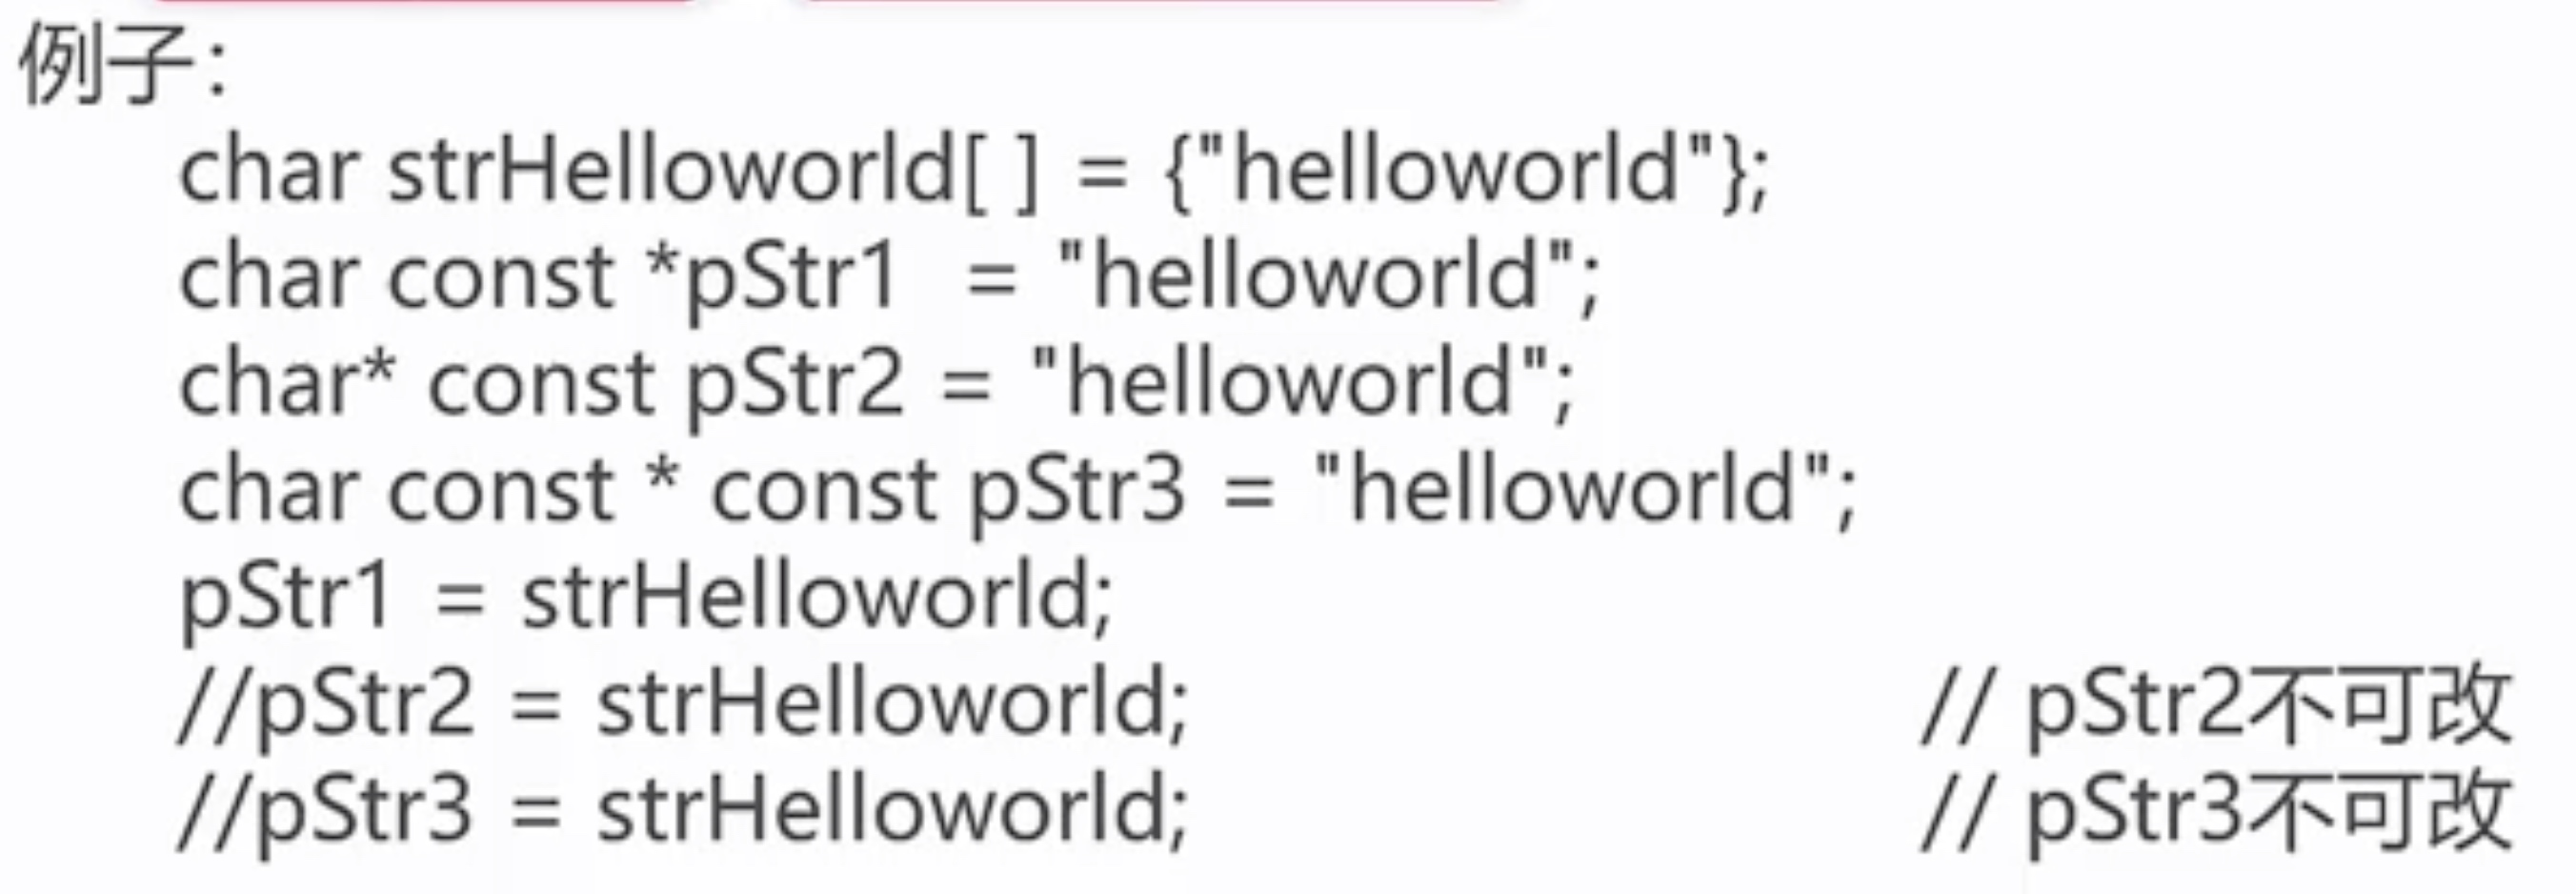 例子：
char strHelloworld[ ] = {"helloworld"};
char const *pStr1  = "helloworld";
char* const pStr2 = "helloworld";
char const * const pStr3 = "helloworld";
pStr1 = strHelloworld;
//pStr2 = strHelloworld; // pStr2不可改
//pStr3 = strHelloworld; // pStr3不可改